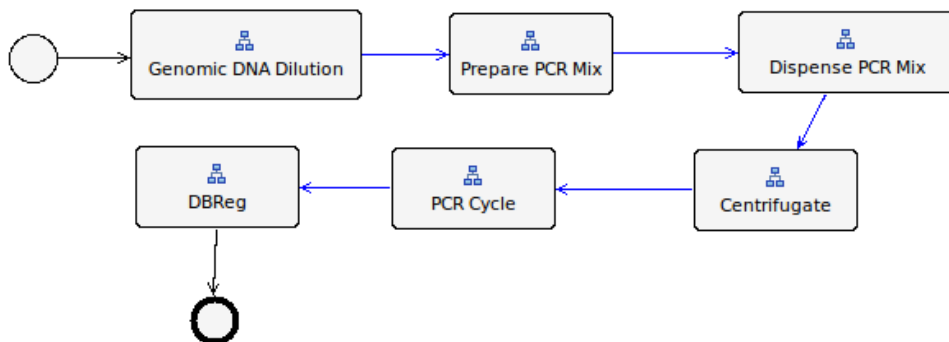 Genomic DNA Dilution
Prepare PCR Mix
Dispense PCR Mix
Centrifugate
PCR Cycle
DBReg